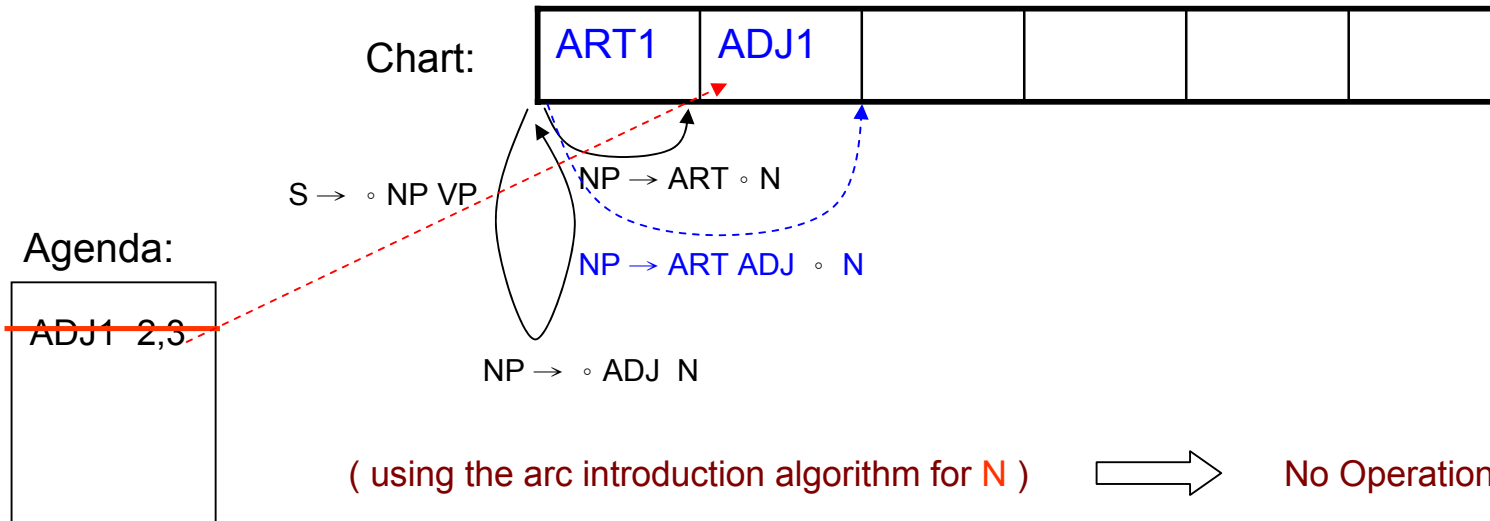 Chart:
ART1
ADJ1
NP → ART ◦ N
S → ◦ NP VP
Agenda:
NP → ART ADJ ◦ N
ADJ1 2,3
NP → ◦ ADJ N
( using the arc introduction algorithm for N )
No Operation